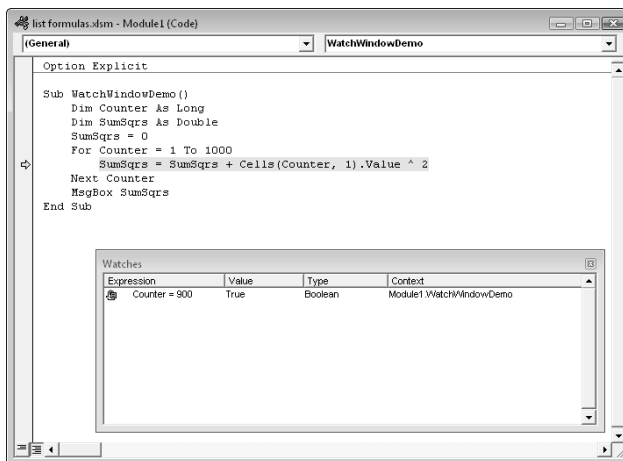 list formulas.xlsm - Module1 (Code)
(General) WatchWindowDemo
Option Explicit
Sub WatchWindowDemo()
Dim Counter As Long
Dim SumSqrs As Double
SumSqrs = 0
For Counter = 1 To 1000
SumSqrs = SumSqrs + Cells(Counter, 1).Value ^ 2
Next Counter
MsgBox SumSqrs
End Sub
Watches
Expression Value Type Context
Counter = 900 True Boolean Module1.WatchWindowDemo